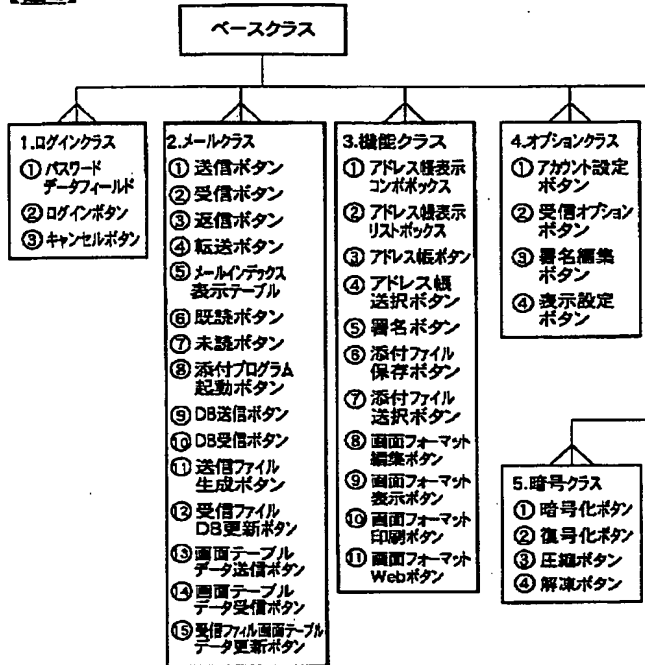 ベースクラス
1.ログインクラス
① パスワード
データフィールド
② ログインボタン
③ キャンセルボタン
2.メールクラス
① 送信ボタン
② 受信ボタン
③ 返信ボタン
④ 転送ボタン
⑤ メールインデックス
表示テーブル
⑥ 既読ボタン
⑦ 未読ボタン
⑧ 添付プログラム
起動ボタン
⑨ DB送信ボタン
⑩ DB受信ボタン
⑪ 送信ファイル
生成ボタン
⑫ 受信ファイル
DB更新ボタン
⑬ 画面テーブル
データ送信ボタン
⑭ 画面テーブル
データ受信ボタン
⑮ 受信ファイル画面テーブル
データ更新ボタン
3.機能クラス
① アドレス帳表示
コンボボックス
② アドレス帳表示
リストボックス
③ アドレス帳ボタン
④ アドレス帳
送択ボタン
⑤ 署名ボタン
⑥ 添付ファイル
保存ボタン
⑦ 添付ファイル
選択ボタン
⑧ 画面フォーマット
編集ボタン
⑨ 画面フォーマット
表示ボタン
⑩ 画面フォーマット
印刷ボタン
⑪ 画面フォーマット
Webボタン
4.オプションクラス
① アカウント設定
ボタン
② 受信オプション
ボタン
③ 署名編集
ボタン
④ 表示設定
ボタン
5.暗号クラス
① 暗号化ボタン
② 復号化ボタン
③ 圧縮ボタン
④ 解凍ボタン